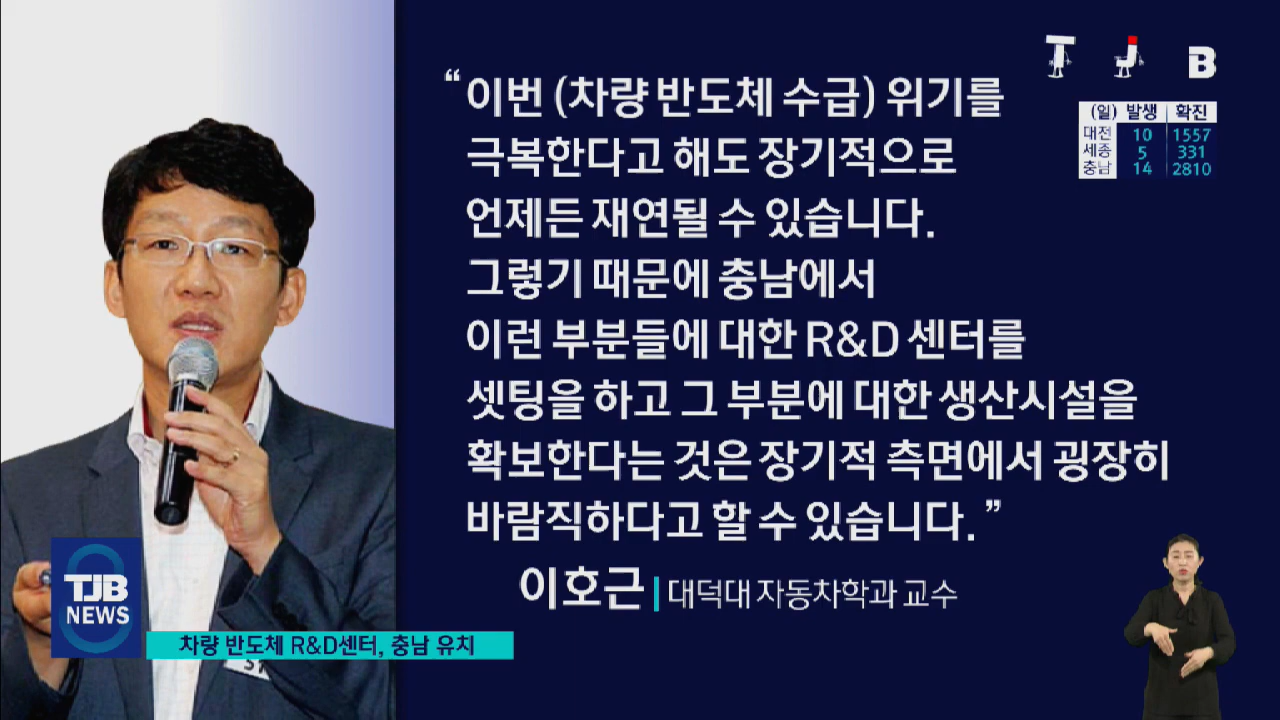 T J B
(일) 발생 확진
대전 10 1557
세종 5 331
충남 14 2810
“이번 (차량 반도체 수급) 위기를
극복한다고 해도 장기적으로
언제든 재연될 수 있습니다.
그렇기 때문에 충남에서
이런 부분들에 대한 R&D 센터를
셋팅을 하고 그 부분에 대한 생산시설을
확보한다는 것은 장기적 측면에서 굉장히
바람직하다고 할 수 있습니다.”
이호근 | 대덕대 자동차학과 교수
8
TJB
NEWS
차량 반도체 R&D센터, 충남 유치